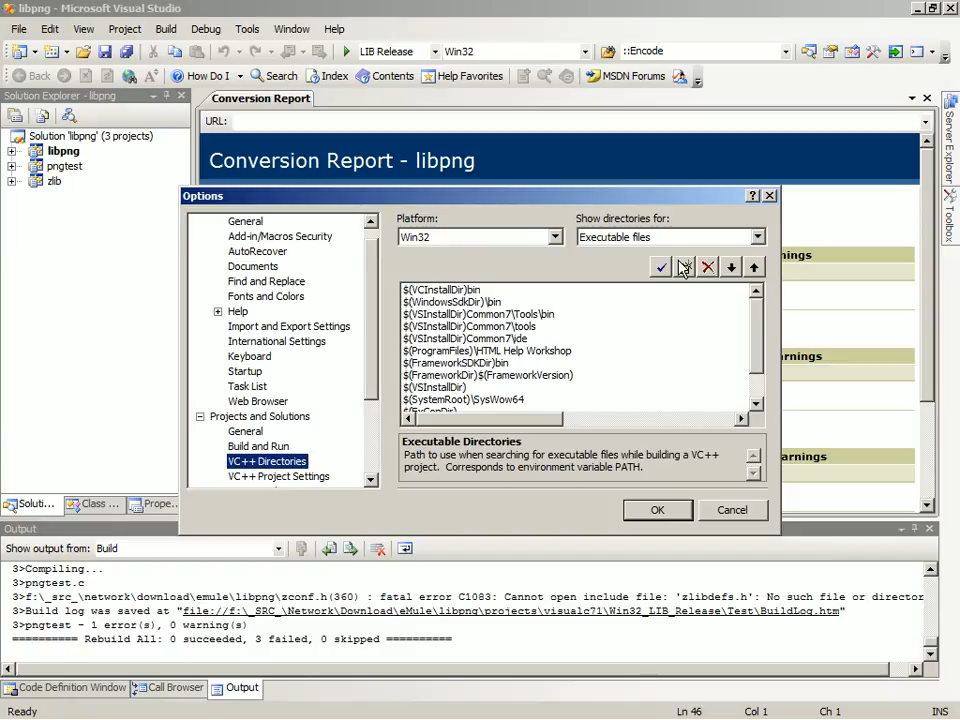 libpng - Microsoft Visual Studio
File Edit View Project Build Debug Tools Window Help
LIB Release Win32 ::Encode
Back How Do I Search Index Contents Help Favorites MSDN Forums
Solution Explorer - libpng
Solution 'libpng' (3 projects)
libpng
pngtest
zlib
Soluti... Class ... Prope...
Conversion Report
URL:
Conversion Report - libpng
Server Explorer
Toolbox
Options
General
Add-in/Macros Security
AutoRecover
Documents
Find and Replace
Fonts and Colors
Help
Import and Export Settings
International Settings
Keyboard
Startup
Task List
Web Browser
Projects and Solutions
General
Build and Run
VC++ Directories
VC++ Project Settings
Platform: Show directories for:
Win32 Executable files
$(VCInstallDir)bin
$(WindowsSdkDir)\bin
$(VSInstallDir)Common7\Tools\bin
$(VSInstallDir)Common7\tools
$(VSInstallDir)Common7\ide
$(ProgramFiles)\HTML Help Workshop
$(FrameworkSDKDir)bin
$(FrameworkDir)$(FrameworkVersion)
$(VSInstallDir)
$(SystemRoot)\SysWow64
Executable Directories
Path to use when searching for executable files while building a VC++
project. Corresponds to environment variable PATH.
OK Cancel
Output
Show output from: Build
3>Compiling...
3>pngtest.c
3>f:\_src_\network\download\emule\libpng\zconf.h(360) : fatal error C1083: Cannot open include file: 'zlibdefs.h': No such file or director
3>Build log was saved at "file://f:\_SRC_\Network\Download\eMule\libpng\projects\visualc71\Win32_LIB_Release\Test\BuildLog.htm"
3>pngtest - 1 error(s), 0 warning(s)
========== Rebuild All: 0 succeeded, 3 failed, 0 skipped ==========
Code Definition Window Call Browser Output
Ready Ln 46 Col 1 Ch 1 INS